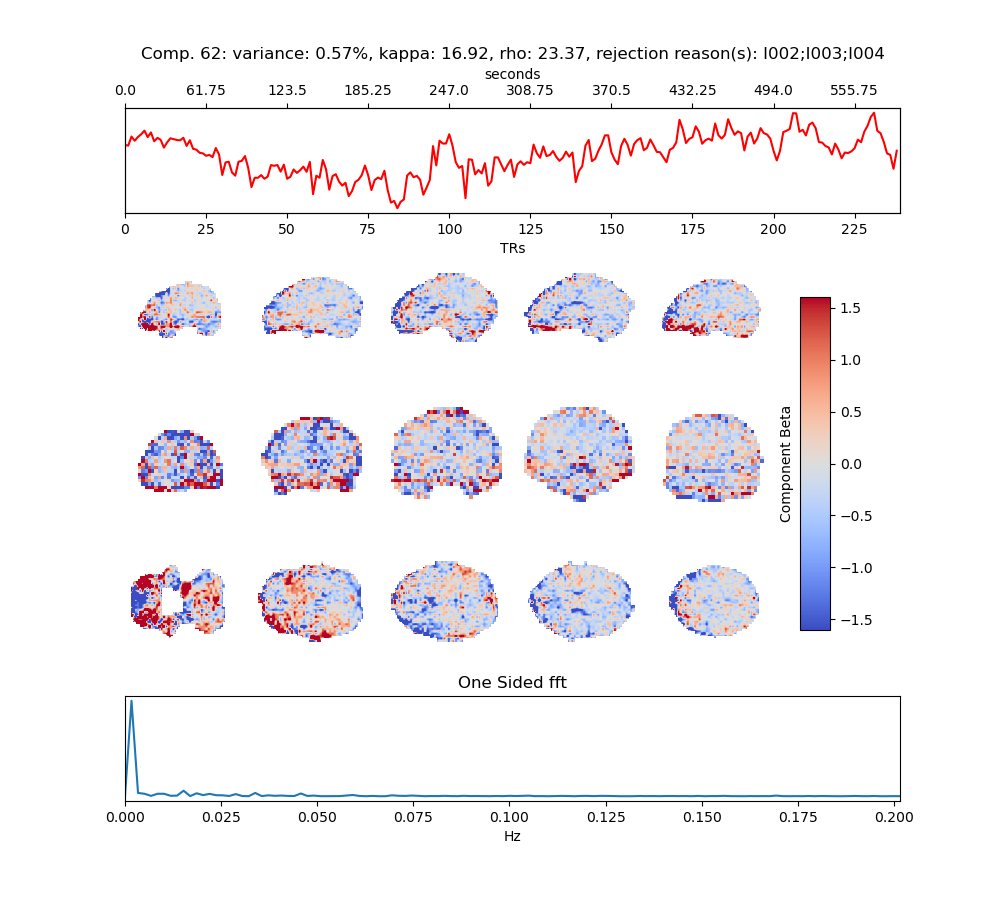 Comp. 62: variance: 0.57%, kappa: 16.92, rho: 23.37, rejection reason(s): I002;I003;I004
seconds
0.0 61.75 123.5 185.25 247.0 308.75 370.5 432.25 494.0 555.75
0 25 50 75 100 125 150 175 200 225
TRs
1.5
1.0
0.5
0.0
−0.5
−1.0
−1.5
Component Beta
One Sided fft
0.000 0.025 0.050 0.075 0.100 0.125 0.150 0.175 0.200
Hz